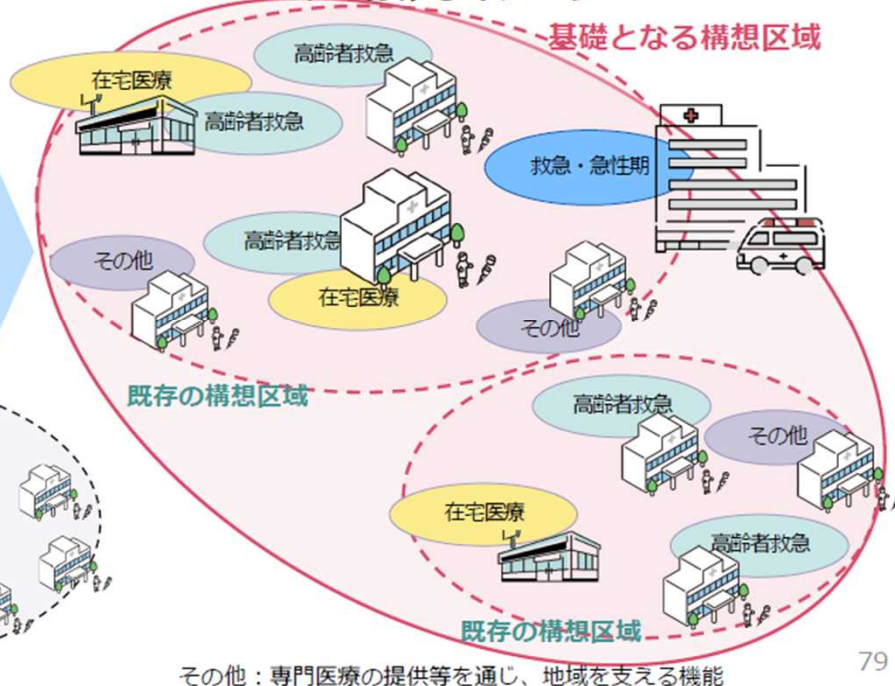 基礎となる構想区域
高齢者救急
在宅医療
高齢者救急
救急・急性期
高齢者救急
その他
在宅医療
その他
既存の構想区域
高齢者救急
その他
在宅医療
高齢者救急
既存の構想区域
その他：専門医療の提供等を通じ、地域を支える機能
79